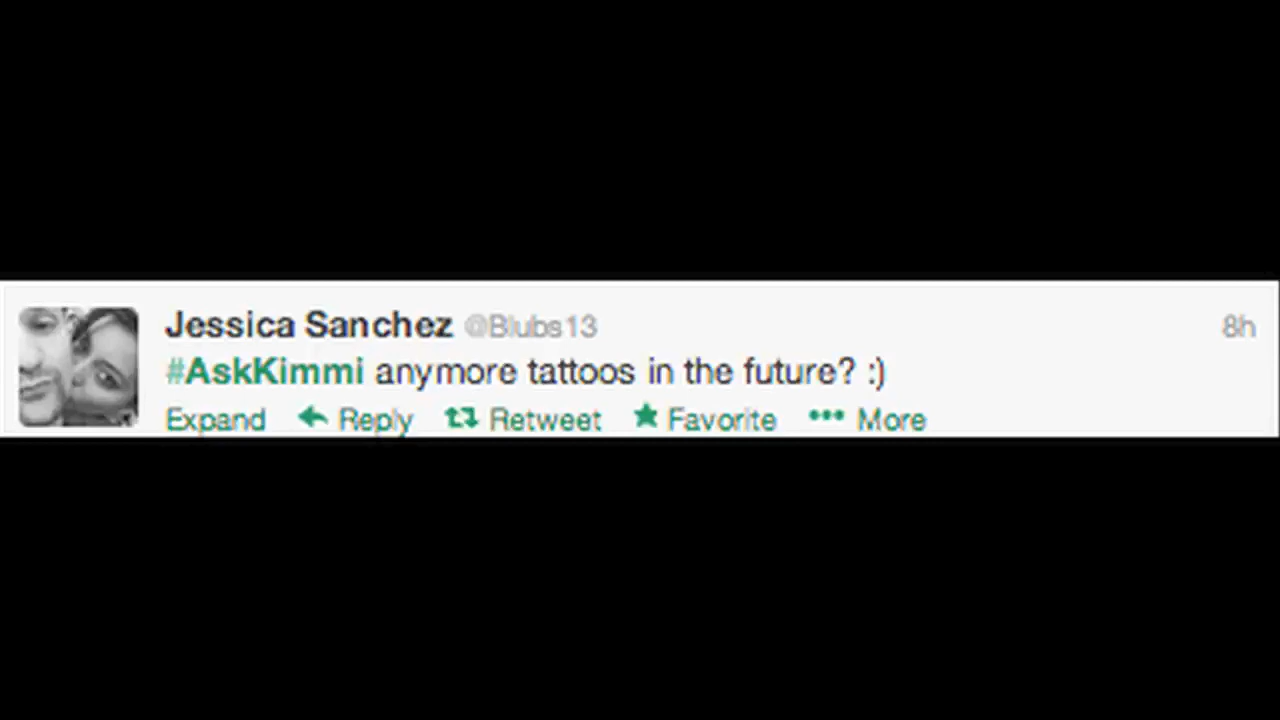 Jessica Sanchez @Blubs13 8h
#AskKimmi anymore tattoos in the future? :)
Expand Reply Retweet Favorite More